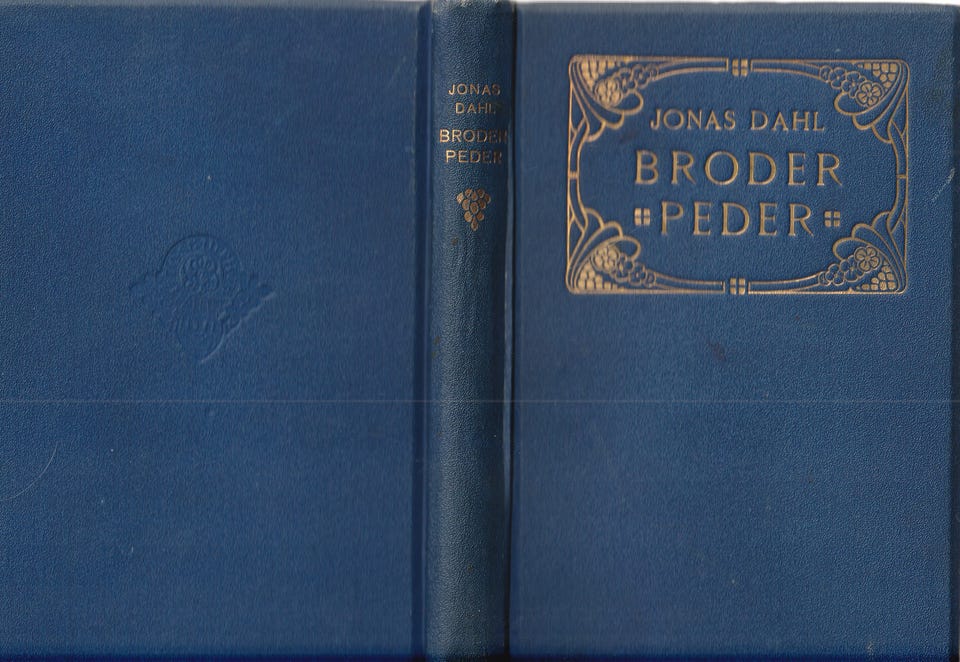 JONAS
DAHL
BRODER
PEDER
JONAS DAHL
BRODER
PEDER